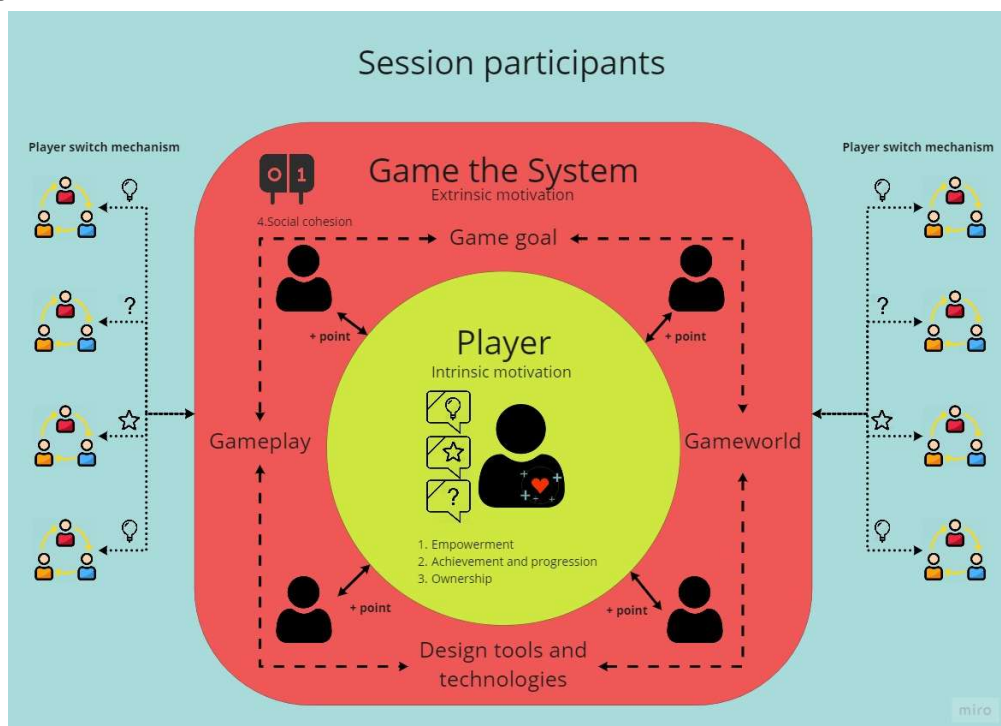 Session participants
Player switch mechanism
Player switch mechanism
0 1
Game the System
Extrinsic motivation
4.Social cohesion
Game goal
+ point
+ point
Player
Intrinsic motivation
?
?
Gameplay
Gameworld
?
1. Empowerment
2. Achievement and progression
3. Ownership
+ point
+ point
Design tools and
technologies
miro